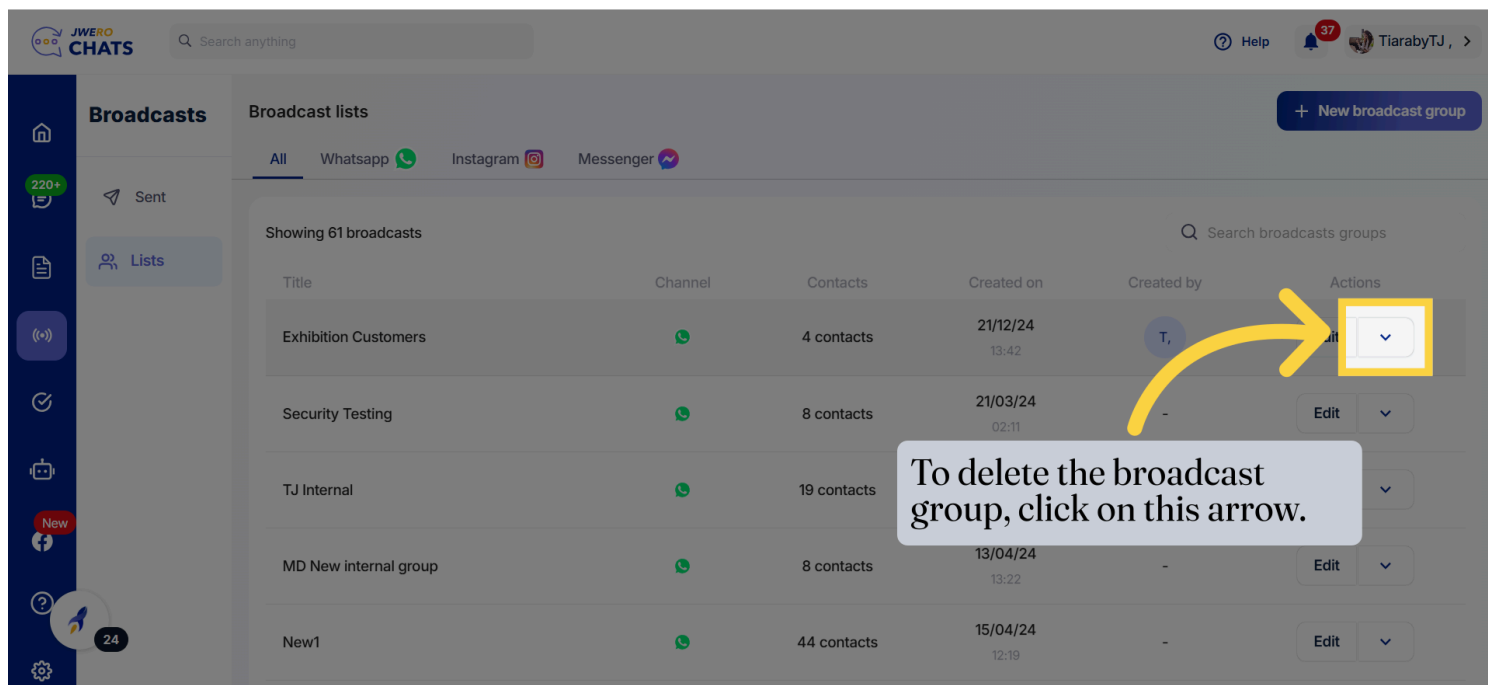 JWERO
CHATS
Search anything
Help
37
TiarabyTJ ,
Broadcasts
Broadcast lists
+ New broadcast group
All Whatsapp Instagram Messenger
220+
Sent
Lists
Showing 61 broadcasts
Search broadcasts groups
Title Channel Contacts Created on Created by Actions
Exhibition Customers 4 contacts 21/12/24 T,
13:42
Security Testing 8 contacts 21/03/24 - Edit
02:11
TJ Internal 19 contacts
To delete the broadcast
group, click on this arrow.
New
MD New internal group 8 contacts 13/04/24 - Edit
13:22
24
New1 44 contacts 15/04/24 - Edit
12:19